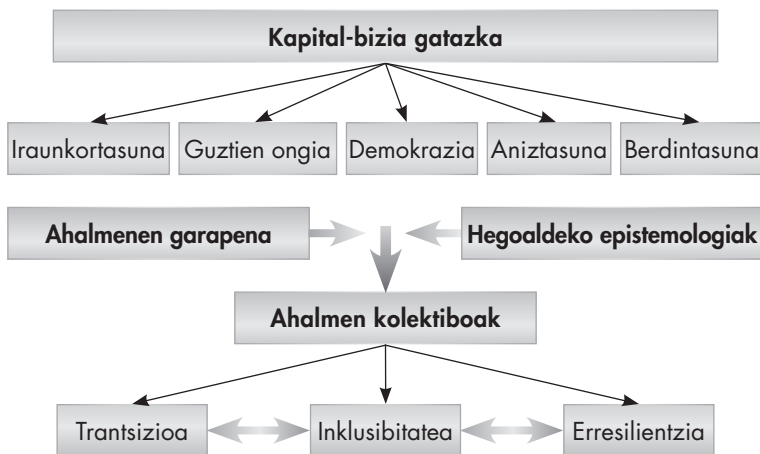 Kapital-bizia gatazka
Iraunkortasuna
Guztien ongia
Demokrazia
Aniztasuna
Berdintasuna
Ahalmenen garapena
Hegoaldeko epistemologiak
Ahalmen kolektiboak
Trantsizioa
Inklusibitatea
Erresilientzia